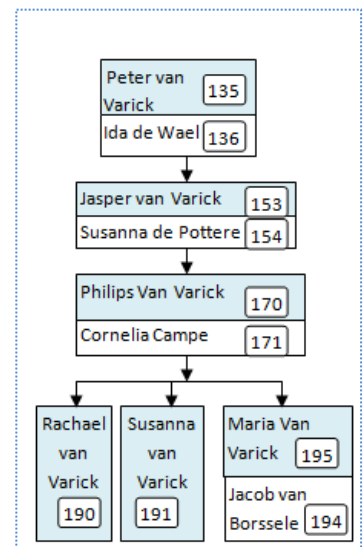 Peter van
Varick 135
Ida de Wael 136
Jasper van Varick 153
Susanna de Pottere 154
Philips Van Varick 170
Cornelia Campe 171
Rachael
van
Varick
190
Susanna
van
Varick
191
Maria Van
Varick 195
Jacob van
Borssele 194